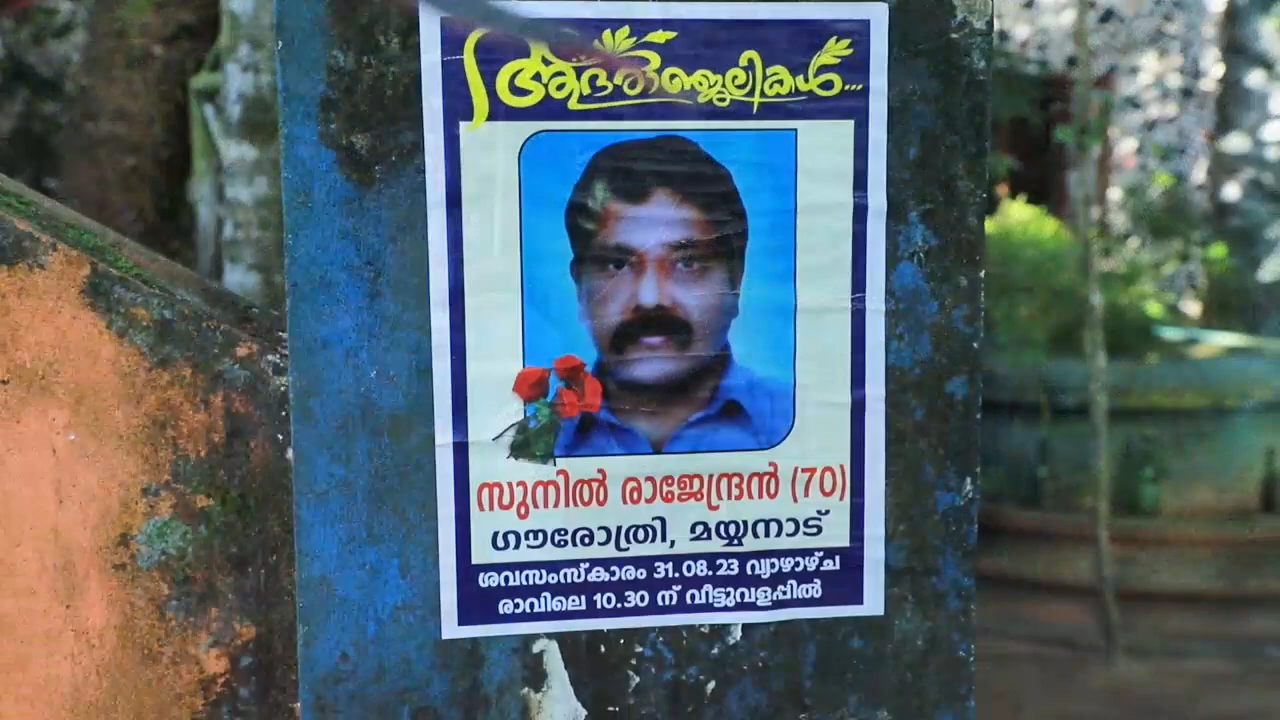 ആദരാഞ്ജലികൾ...
സുനിൽ രാജേന്ദ്രൻ (70)
ഗൗരോത്രി, മയ്യനാട്
ശവസംസ്കാരം 31.08.23 വ്യാഴാഴ്ച
രാവിലെ 10.30 ന് വീട്ടുവളപ്പിൽ